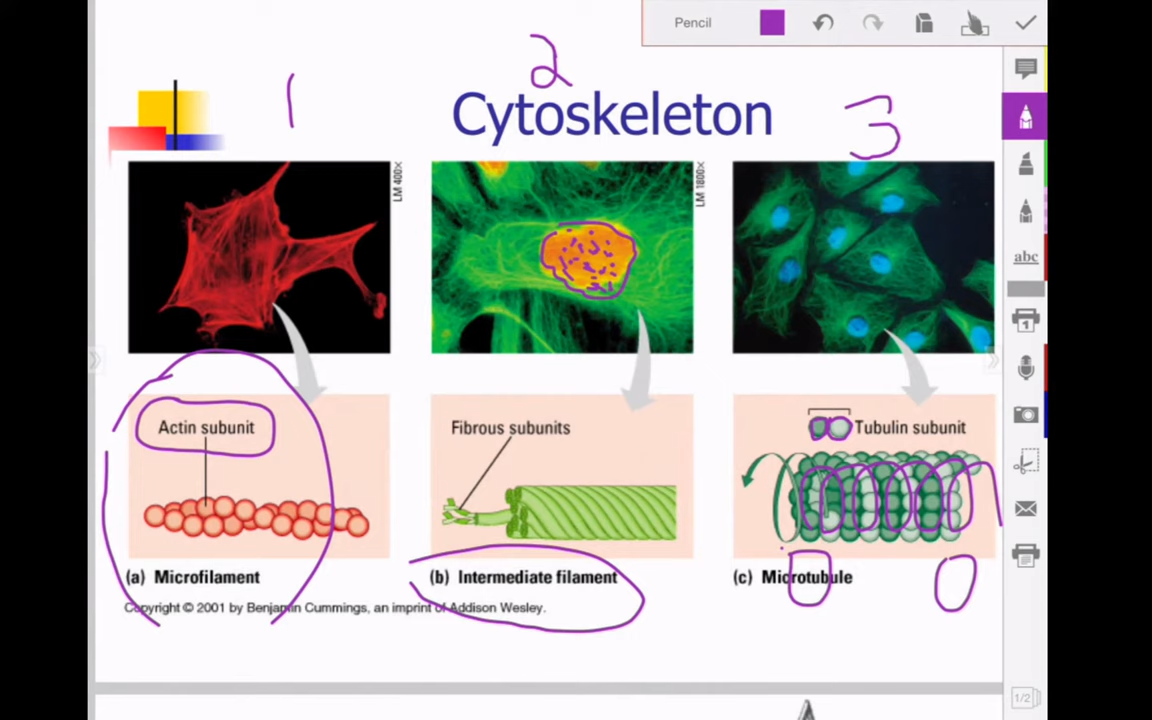 Pencil
1
2
3
Cytoskeleton
LM 400×
LM 1800×
abc
1
Actin subunit
Fibrous subunits
Tubulin subunit
(a) Microfilament
(b) Intermediate filament
(c) Microtubule
Copyright © 2001 by Benjamin Cummings, an imprint of Addison Wesley.
1/2